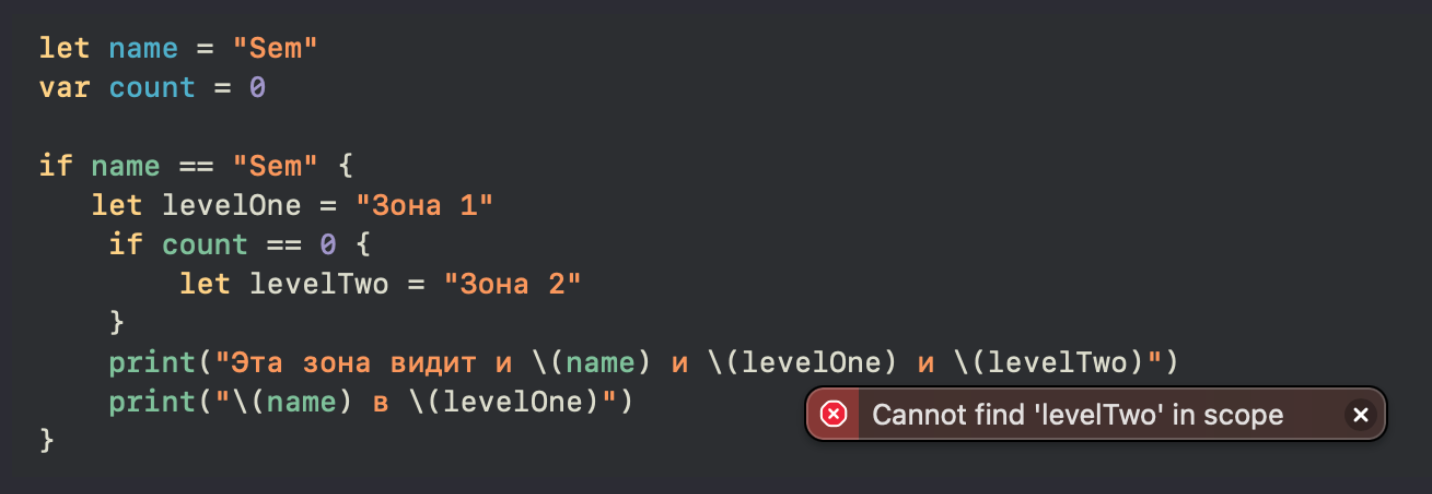 let name = "Sem"
var count = 0
if name == "Sem" {
let levelOne = "Зона 1"
if count == 0 {
let levelTwo = "Зона 2"
}
print("Эта зона видит и \(name) и \(levelOne) и \(levelTwo)")
print("\(name) в \(levelOne)")
Cannot find 'levelTwo' in scope
}